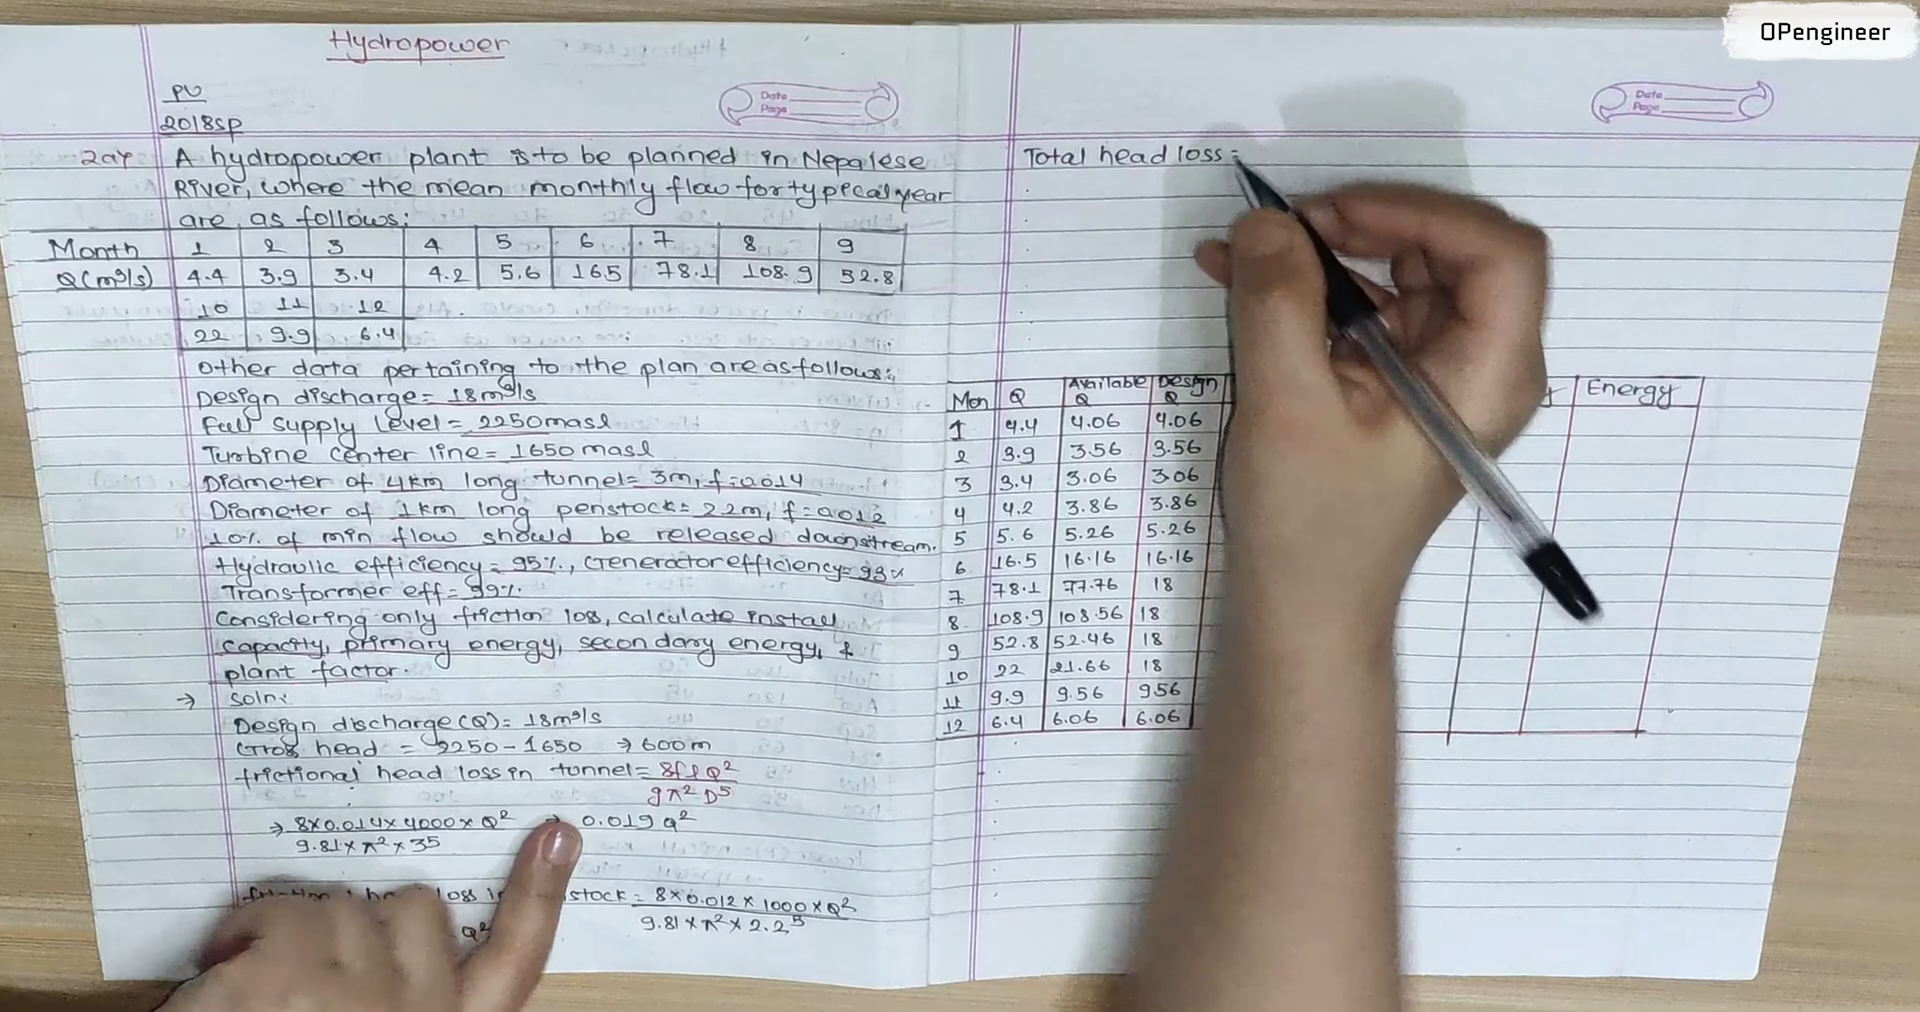 OPengineer
Hydropower
PU
2018sp
Date
Page
2a7 A hydropower plant is to be planned in Nepalese
River, where the mean monthly flow for typical year
are as follows:
Month 1 2 3 4 5 6 7 8 9
Q(m³/s) 4.4 3.9 3.4 4.2 5.6 16.5 78.1 108.9 52.8
10 11 12
22 9.9 6.4
Other data pertaining to the plan are as follows:
Design discharge = 18m³/s
Full supply level = 2250masl
Turbine center line = 1650masl
Diameter of 4km long tunnel = 3m, f=0.014
Diameter of 1km long penstock = 2.2m, f=0.012
10% of min flow should be released downstream.
Hydraulic efficiency = 95%, Generator efficiency = 93%
Transformer eff = 99%.
Considering only friction loss, calculate install
capacity, primary energy, secondary energy, &
plant factor.
→ Soln:
Design discharge (Q) = 18m³/s
Gross head = 2250-1650 → 600m
frictional head loss in tunnel = 8flQ²
gπ²D⁵
→ 8×0.014×4000×Q² 0.019Q²
9.81×π²×35
loss = 8×0.012×1000×Q²
9.81×π²×2.2⁵
Q²
Date
Page
Total head loss =
Mon Q Available Q Design Q Energy
1 4.4 4.06 4.06
2 3.9 3.56 3.56
3 3.4 3.06 3.06
4 4.2 3.86 3.86
5 5.6 5.26 5.26
6 16.5 16.16 16.16
7 78.1 77.76 18
8 108.9 108.56 18
9 52.8 52.46 18
10 22 21.66 18
11 9.9 9.56 9.56
12 6.4 6.06 6.06